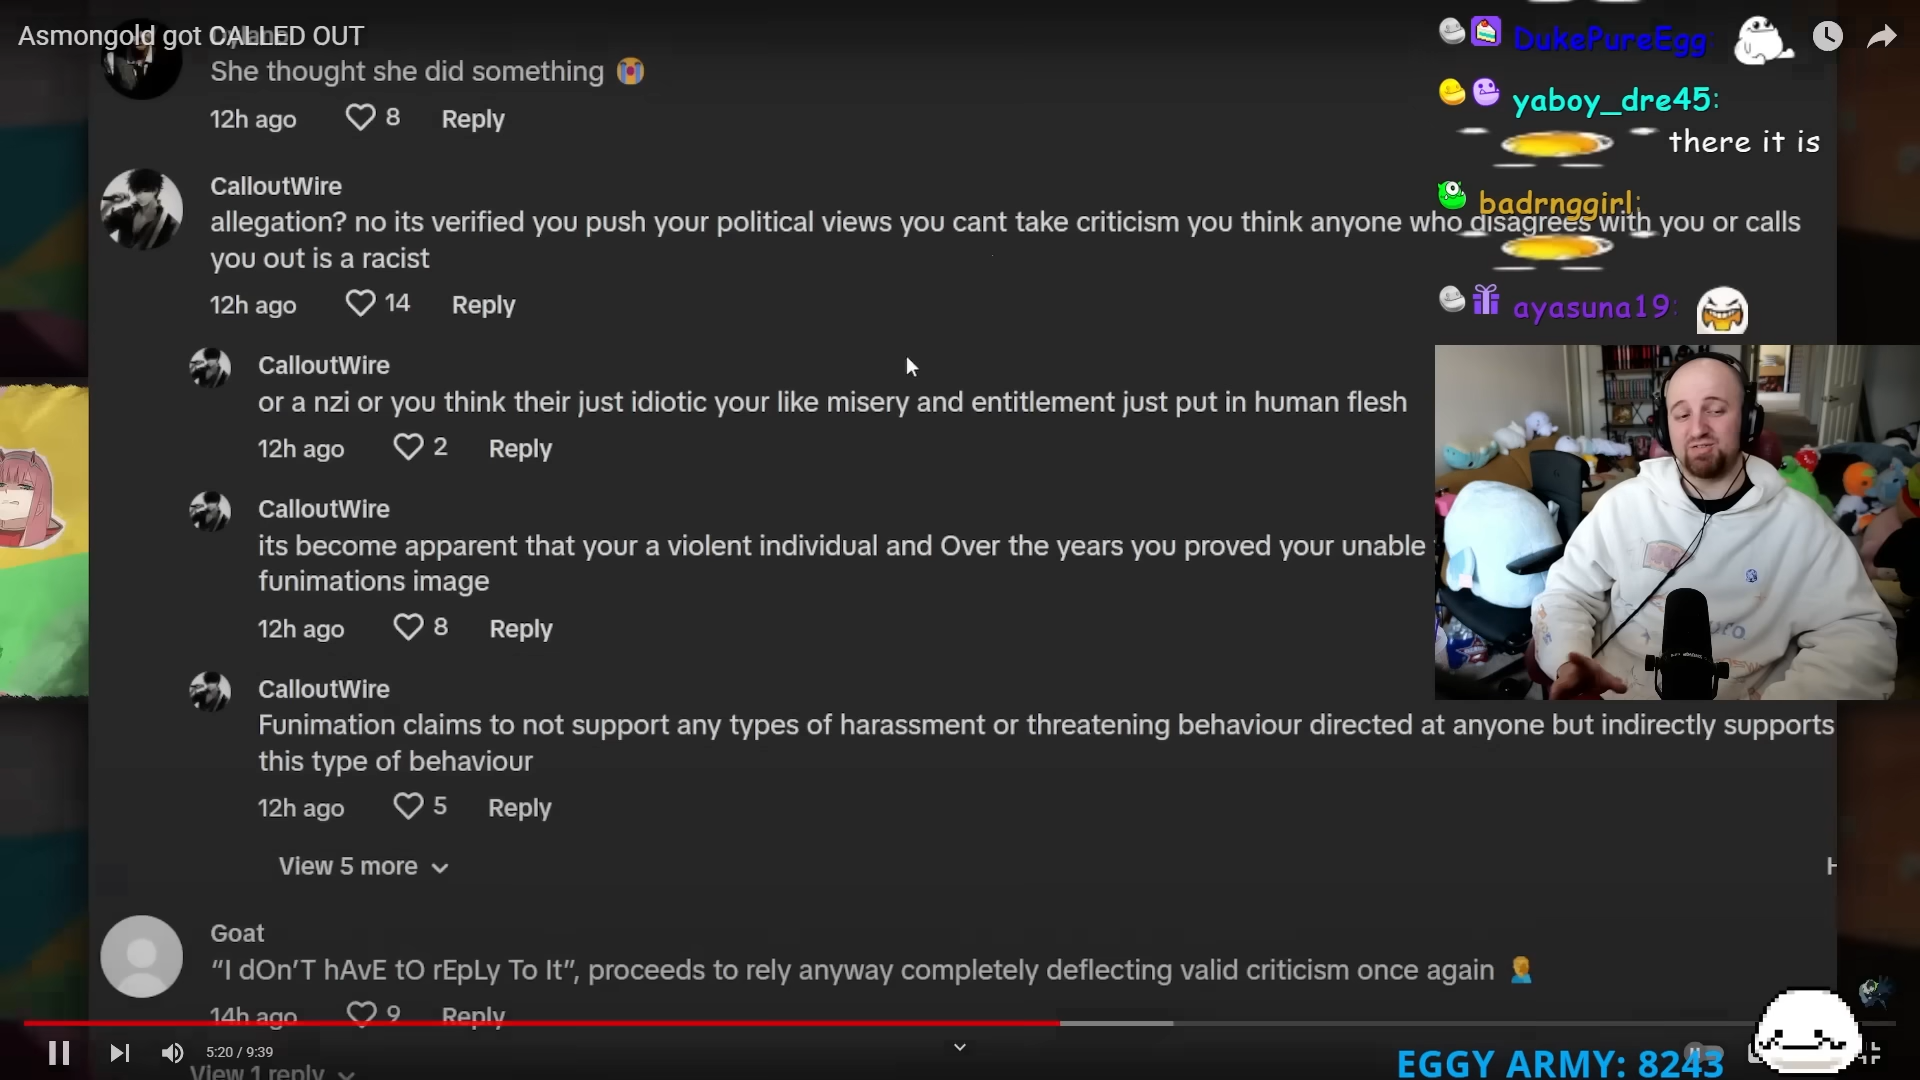 Asmongold got CALLED OUT
She thought she did something
12h ago 8 Reply
CalloutWire
allegation? no its verified you push your political views you cant take criticism you think anyone who disagrees with you or calls
you out is a racist
12h ago 14 Reply
CalloutWire
or a nzi or you think their just idiotic your like misery and entitlement just put in human flesh
12h ago 2 Reply
CalloutWire
its become apparent that your a violent individual and Over the years you proved your unable
funimations image
12h ago 8 Reply
CalloutWire
Funimation claims to not support any types of harassment or threatening behaviour directed at anyone but indirectly supports
this type of behaviour
12h ago 5 Reply
View 5 more
H
Goat
“I dOn’T hAvE tO rEpLy To It”, proceeds to rely anyway completely deflecting valid criticism once again
14h ago 9 Reply
View 1 reply
5:20 / 9:39
DukePureEgg:
yaboy_dre45:
there it is
badrnggirl:
ayasuna19:
EGGY ARMY: 8243